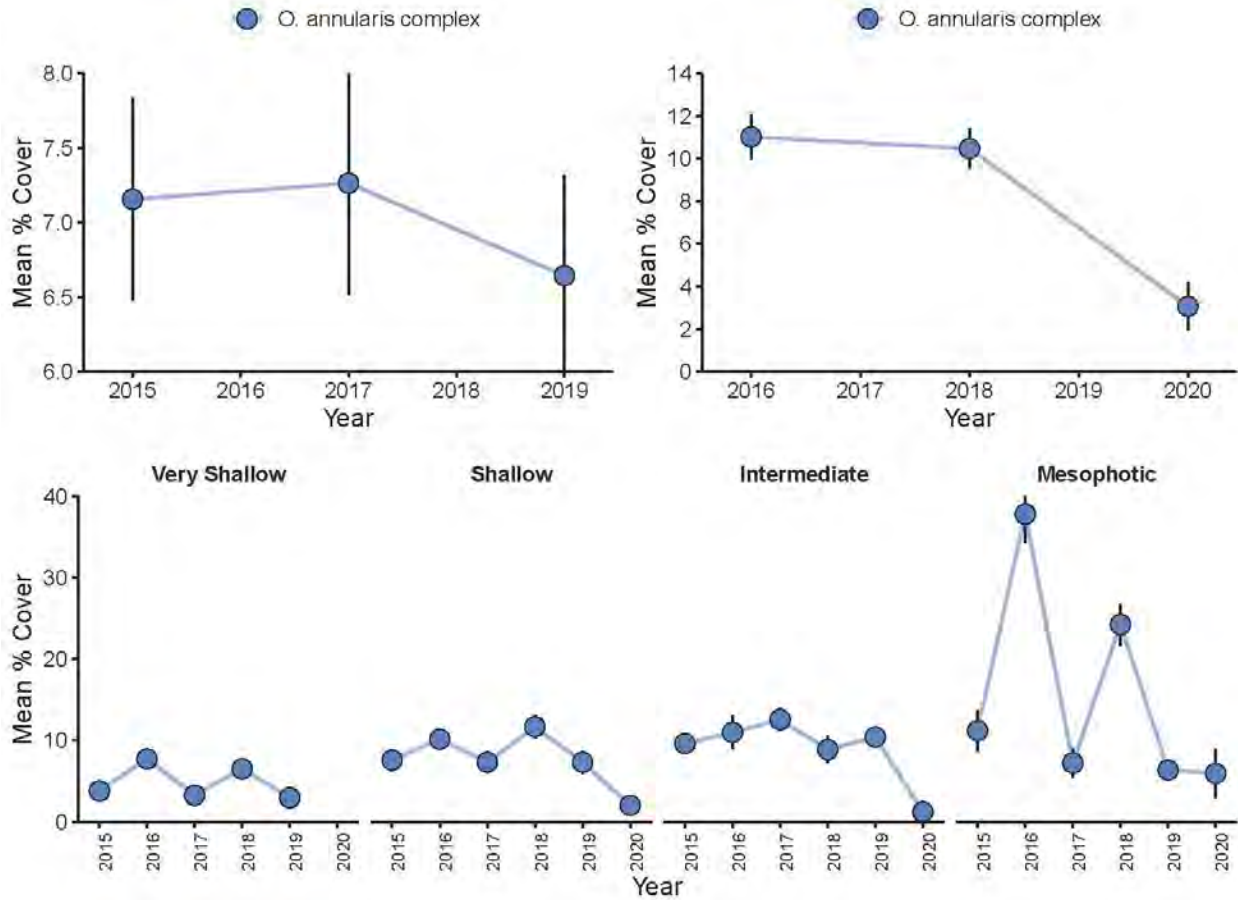 O. annularis complex
O. annularis complex
Mean % Cover
8.0
7.5
7.0
6.5
6.0
2015 2016 2017 2018 2019
Year
Mean % Cover
14
12
10
8
6
4
2
0
2016 2017 2018 2019 2020
Year
Very Shallow Shallow Intermediate Mesophotic
Mean % Cover
40
30
20
10
0
2015 2016 2017 2018 2019 2020
2015 2016 2017 2018 2019 2020
2015 2016 2017 2018 2019 2020
2015 2016 2017 2018 2019 2020
Year